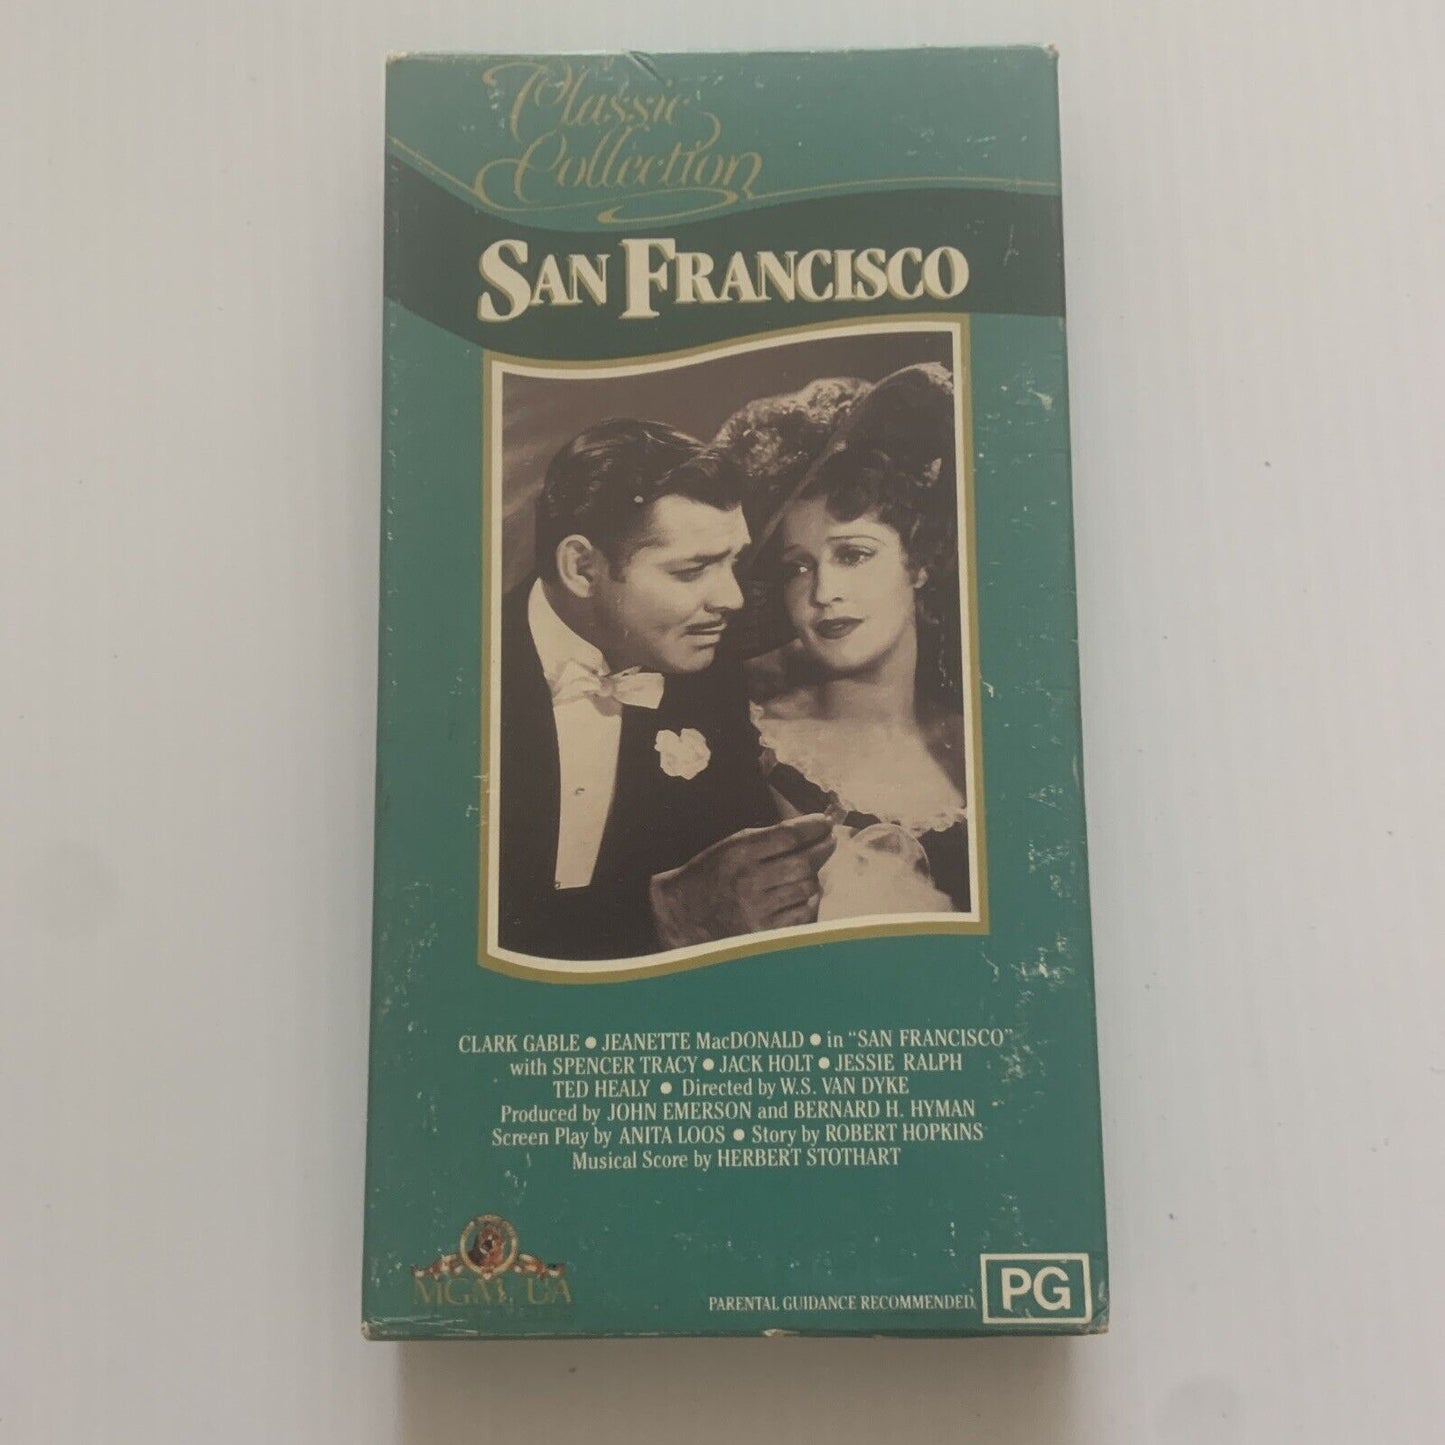 Classic
Collection
SAN FRANCISCO
CLARK GABLE • JEANETTE MacDONALD • in “SAN FRANCISCO”
with SPENCER TRACY • JACK HOLT • JESSIE RALPH
TED HEALY • Directed by W.S. VAN DYKE
Produced by JOHN EMERSON and BERNARD H. HYMAN
Screen Play by ANITA LOOS • Story by ROBERT HOPKINS
Musical Score by HERBERT STOTHART
MGM/UA
PARENTAL GUIDANCE RECOMMENDED PG